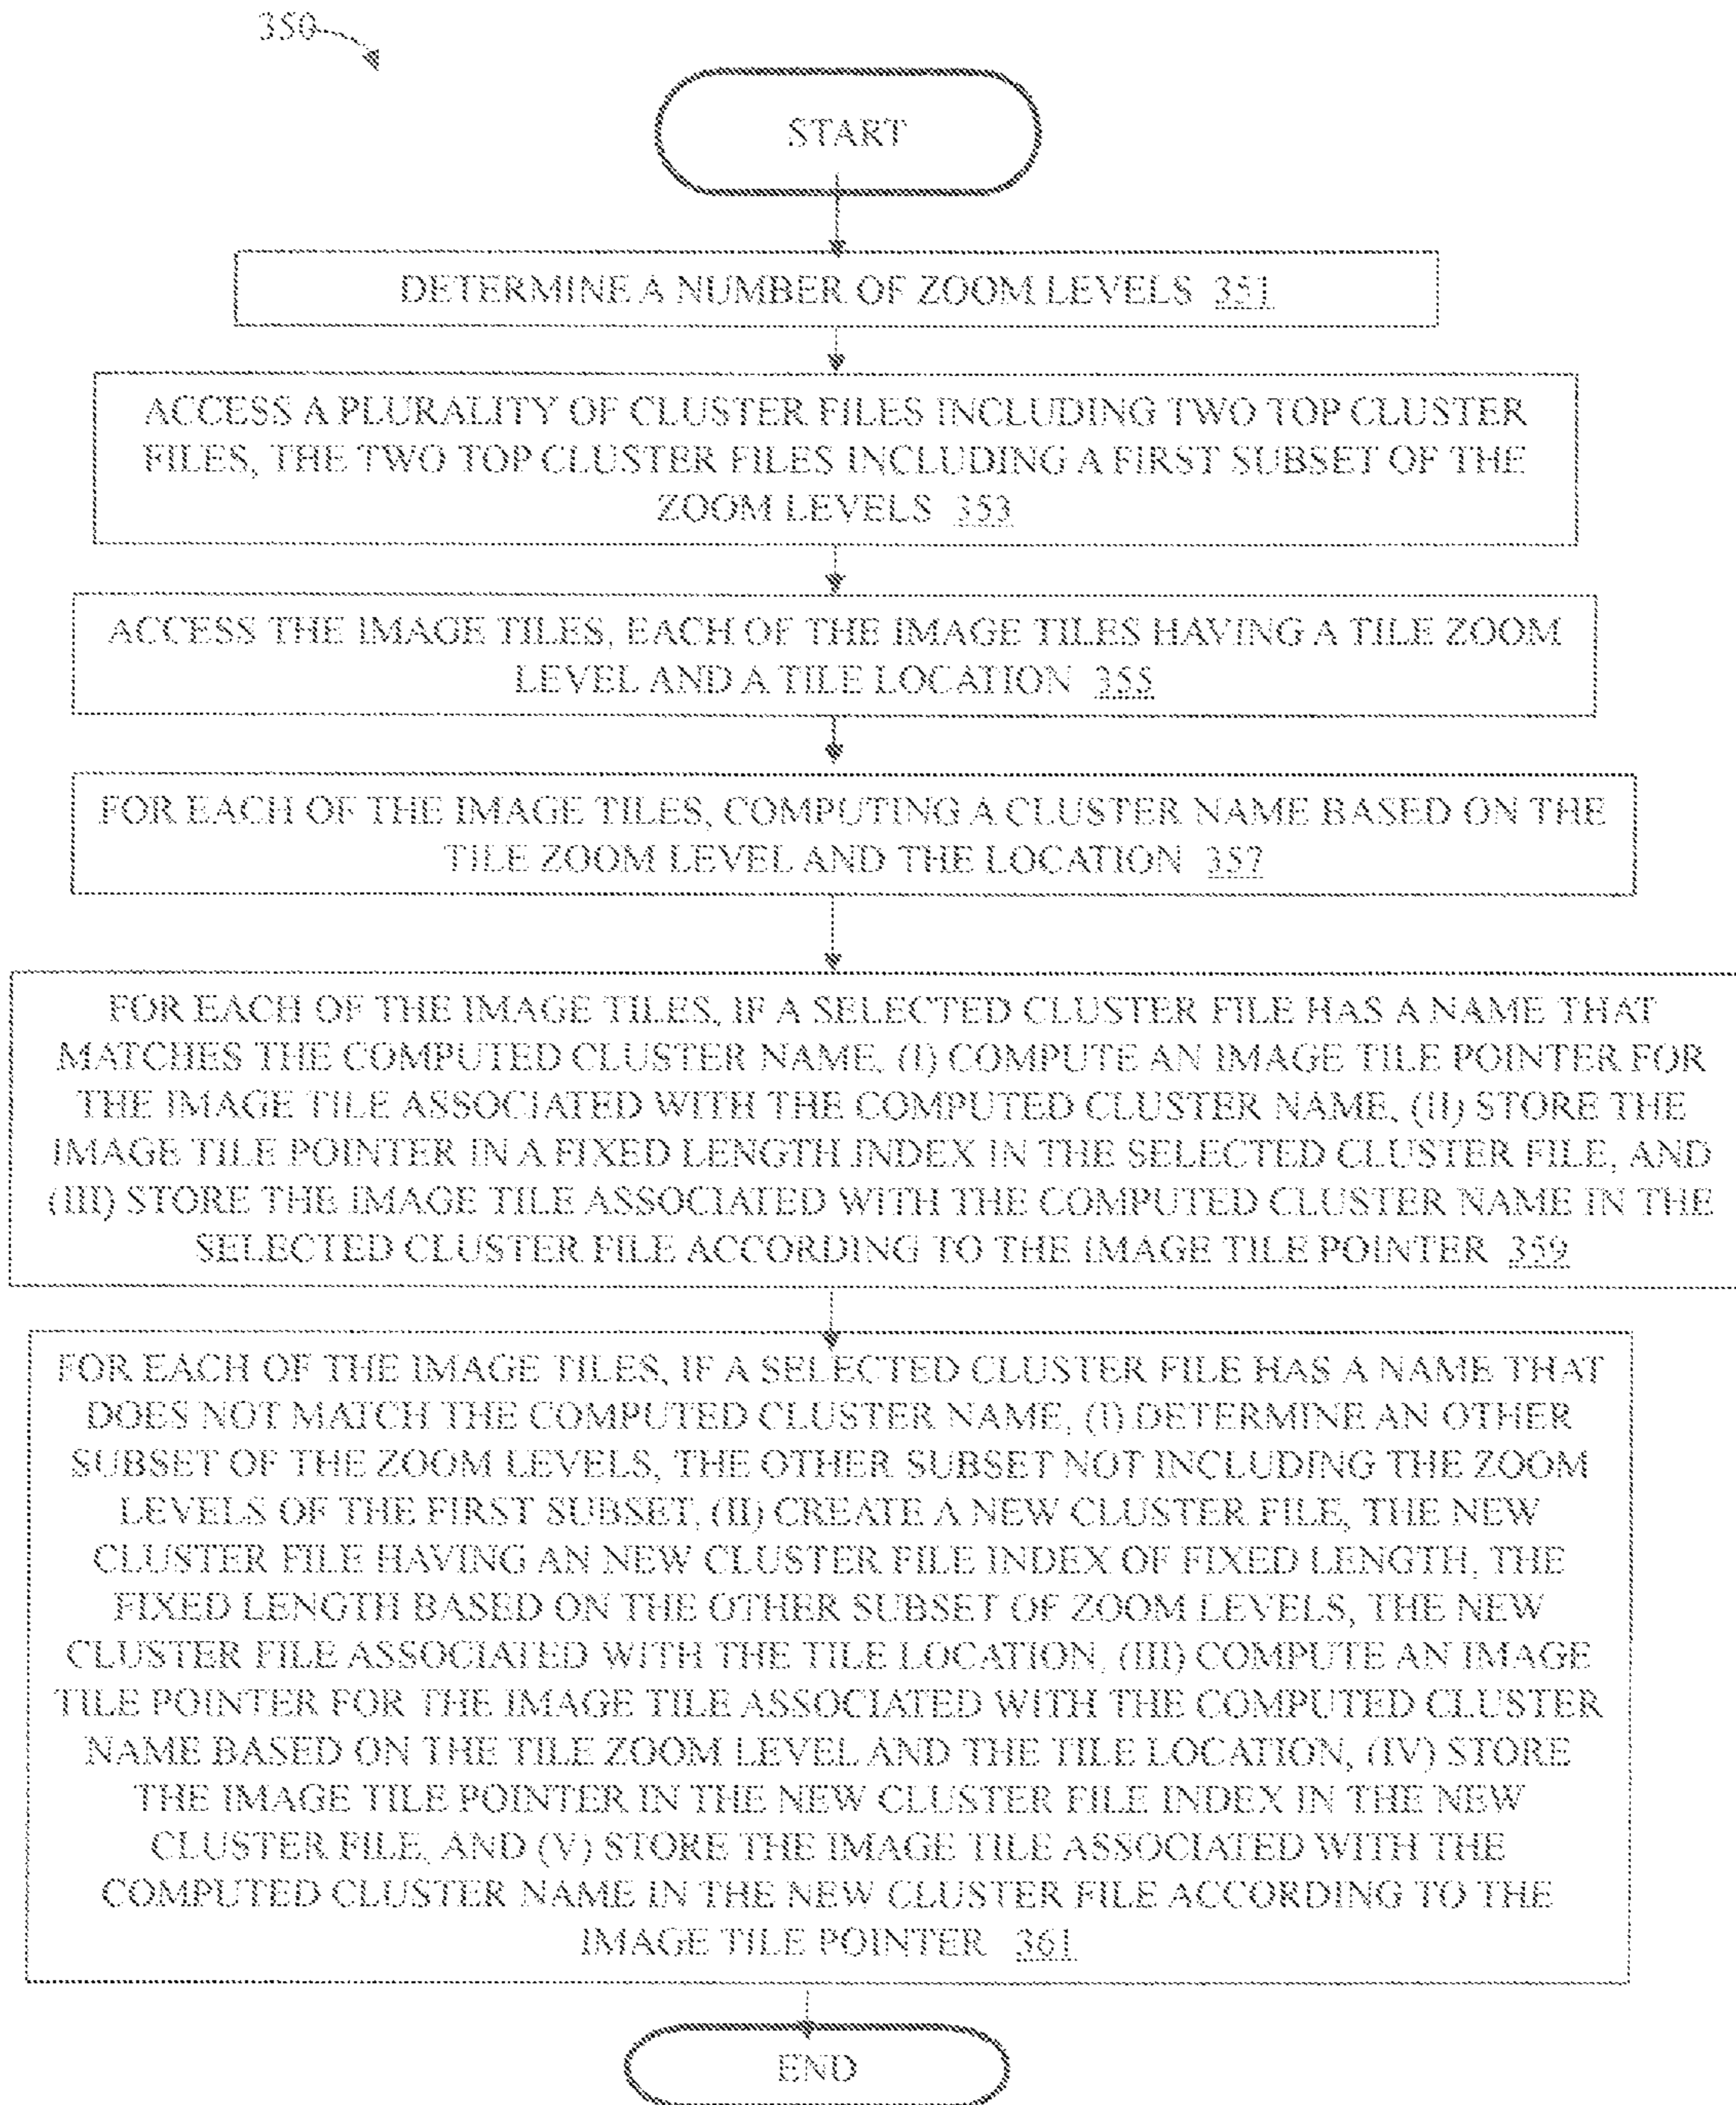 350
START
DETERMINE A NUMBER OF ZOOM LEVELS 351
ACCESS A PLURALITY OF CLUSTER FILES INCLUDING TWO TOP CLUSTER
FILES, THE TWO TOP CLUSTER FILES INCLUDING A FIRST SUBSET OF THE
ZOOM LEVELS 353
ACCESS THE IMAGE TILES, EACH OF THE IMAGE TILES HAVING A TILE ZOOM
LEVEL AND A TILE LOCATION 355
FOR EACH OF THE IMAGE TILES, COMPUTING A CLUSTER NAME BASED ON THE
TILE ZOOM LEVEL AND THE LOCATION 357
FOR EACH OF THE IMAGE TILES, IF A SELECTED CLUSTER FILE HAS A NAME THAT
MATCHES THE COMPUTED CLUSTER NAME, (I) COMPUTE AN IMAGE TILE POINTER FOR
THE IMAGE TILE ASSOCIATED WITH THE COMPUTED CLUSTER NAME, (II) STORE THE
IMAGE TILE POINTER IN A FIXED LENGTH INDEX IN THE SELECTED CLUSTER FILE, AND
(III) STORE THE IMAGE TILE ASSOCIATED WITH THE COMPUTED CLUSTER NAME IN THE
SELECTED CLUSTER FILE ACCORDING TO THE IMAGE TILE POINTER 359
FOR EACH OF THE IMAGE TILES, IF A SELECTED CLUSTER FILE HAS A NAME THAT
DOES NOT MATCH THE COMPUTED CLUSTER NAME, (I) DETERMINE AN OTHER
SUBSET OF THE ZOOM LEVELS, THE OTHER SUBSET NOT INCLUDING THE ZOOM
LEVELS OF THE FIRST SUBSET, (II) CREATE A NEW CLUSTER FILE, THE NEW
CLUSTER FILE HAVING AN NEW CLUSTER FILE INDEX OF FIXED LENGTH, THE
FIXED LENGTH BASED ON THE OTHER SUBSET OF ZOOM LEVELS, THE NEW
CLUSTER FILE ASSOCIATED WITH THE TILE LOCATION, (III) COMPUTE AN IMAGE
TILE POINTER FOR THE IMAGE TILE ASSOCIATED WITH THE COMPUTED CLUSTER
NAME BASED ON THE TILE ZOOM LEVEL AND THE TILE LOCATION, (IV) STORE
THE IMAGE TILE POINTER IN THE NEW CLUSTER FILE INDEX IN THE NEW
CLUSTER FILE, AND (V) STORE THE IMAGE TILE ASSOCIATED WITH THE
COMPUTED CLUSTER NAME IN THE NEW CLUSTER FILE ACCORDING TO THE
IMAGE TILE POINTER 361
END